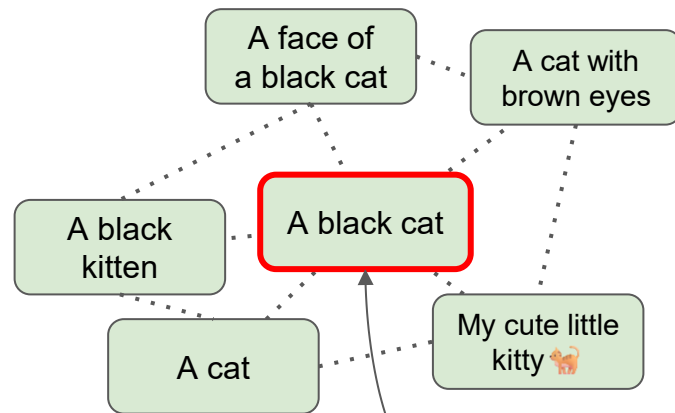 A face of
a black cat
A cat with
brown eyes
A black cat
A black
kitten
My cute little
kitty🐈
A cat